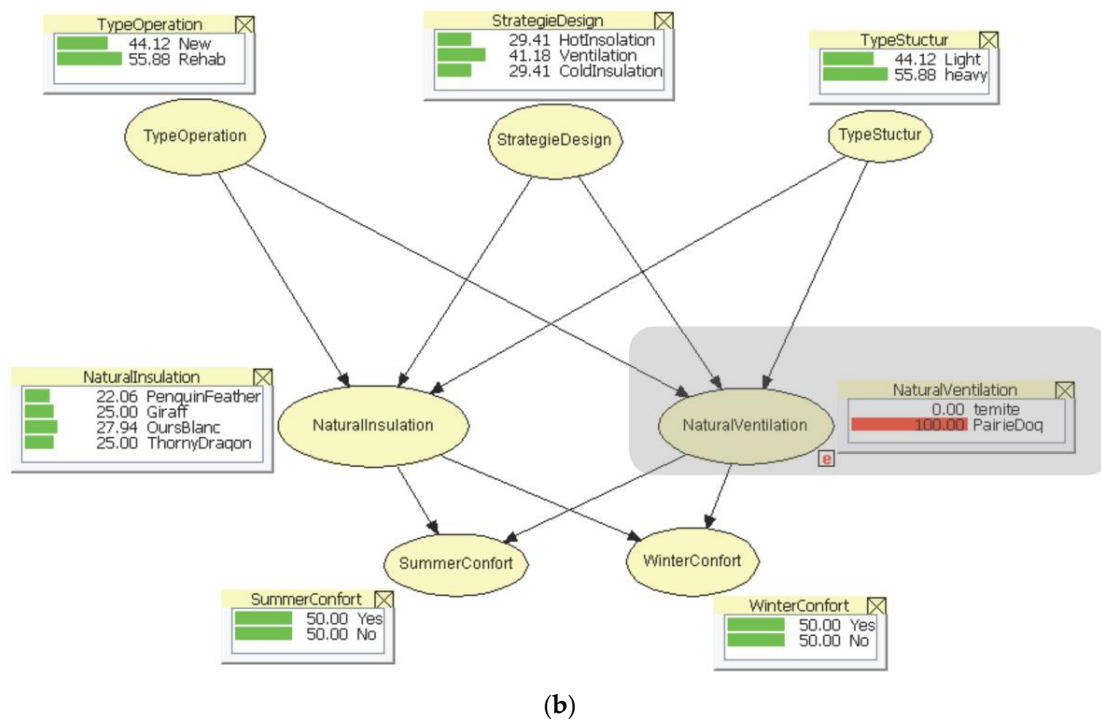 TypeOperation
44.12 New
55.88 Rehab
StrategieDesign
29.41 HotInsolation
41.18 Ventilation
29.41 ColdInsulation
TypeStuctur
44.12 Light
55.88 heavy
TypeOperation
StrategieDesign
TypeStuctur
NaturalInsulation
22.06 PenquinFeather
25.00 Giraff
27.94 OursBlanc
25.00 ThornyDraqon
NaturalInsulation
NaturalVentilation
e
NaturalVentilation
0.00 temite
100.00 PairieDoq
SummerConfort
WinterConfort
SummerConfort
50.00 Yes
50.00 No
WinterConfort
50.00 Yes
50.00 No
(b)